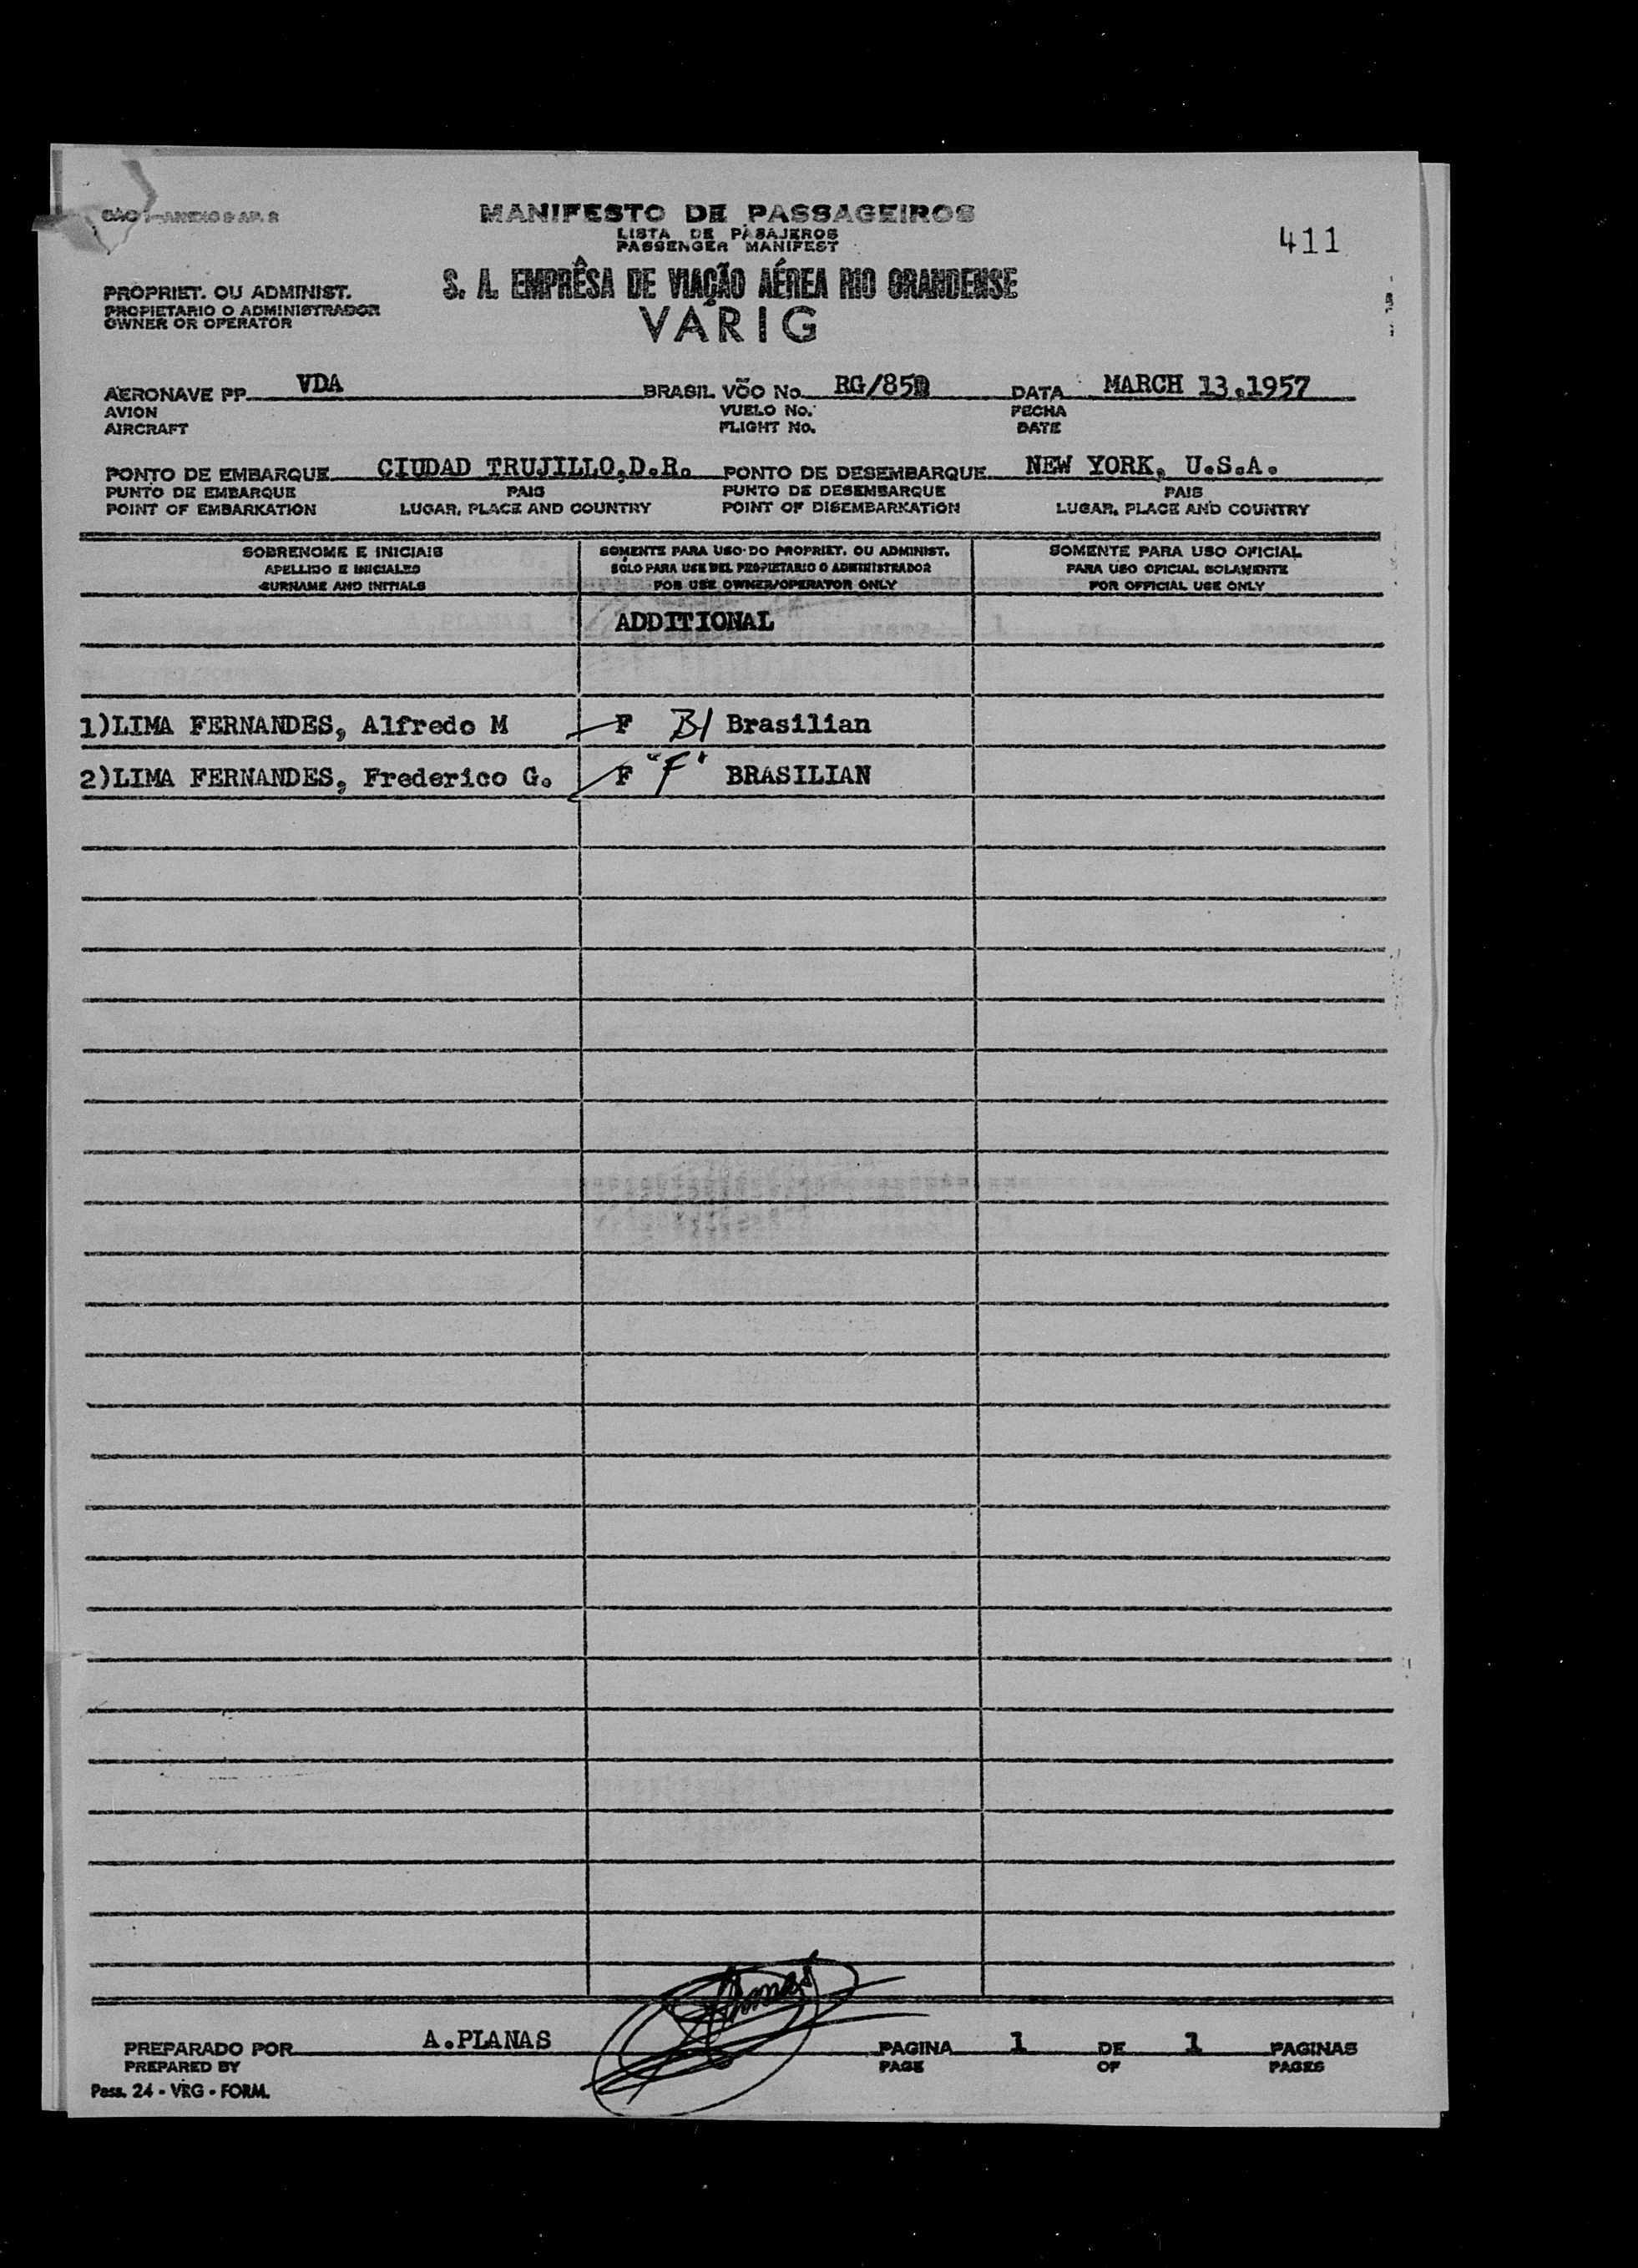 ANEXO 9 AP. 2
MANIFESTO DE PASSAGEIROS
LISTA DE PASAJEROS
PASSENGER MANIFEST
411
PROPRIET. OU ADMINIST.
PROPIETARIO O ADMINISTRADOR
OWNER OR OPERATOR
S. A. EMPRÊSA DE VIAÇÃO AÉREA RIO GRANDENSE
VARIG
AERONAVE PP VDA BRASIL VÔO No. RG/850 DATA MARCH 13,1957
AVION VUELO No. FECHA
AIRCRAFT FLIGHT No. DATE
PONTO DE EMBARQUE CIUDAD TRUJILLO,D.R. PONTO DE DESEMBARQUE NEW YORK, U.S.A.
PUNTO DE EMBARQUE PAIS PUNTO DE DESEMBARQUE PAIS
POINT OF EMBARKATION LUGAR, PLACE AND COUNTRY POINT OF DISEMBARKATION LUGAR, PLACE AND COUNTRY
SOBRENOME E INICIAIS SOMENTE PARA USO DO PROPRIET. OU ADMINIST. SOMENTE PARA USO OFICIAL
APELLIDO E INICIALES SOLO PARA USE DEL PROPIETARIO O ADMINISTRADOR PARA USO OFICIAL SOLAMENTE
SURNAME AND INITIALS FOR USE OWNER/OPERATOR ONLY FOR OFFICIAL USE ONLY
ADDITIONAL
1)LIMA FERNANDES, Alfredo M F B1 Brasilian
2)LIMA FERNANDES, Frederico G. F "F" BRASILIAN
PREPARADO POR A.PLANAS PAGINA 1 DE 1 PAGINAS
PREPARED BY PAGE OF PAGES
Pass. 24 - VRG - FORM.